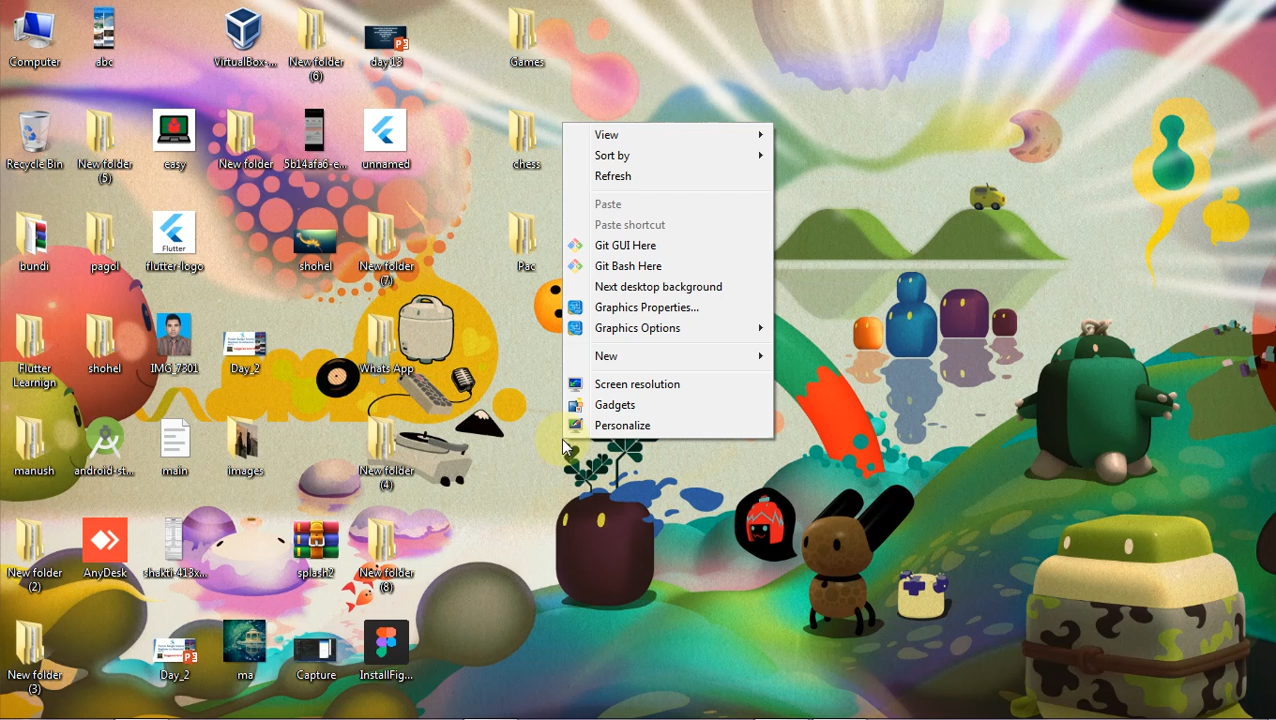 Computer
abc
VirtualBox-...
New folder
(6)
day13
Games
Recycle Bin
New folder
(5)
easy
New folder
5b14afa6-e...
unnamed
chess
bundi
pagol
Flutter
flutter-logo
shohel
New folder
(7)
Pac
Flutter
Learnign
shohel
IMG_7301
Day_2
Whats App
manush
android-st...
main
images
New folder
(4)
New folder
(2)
AnyDesk
shakti-413x...
splash2
New folder
(8)
New folder
(3)
Day_2
ma
Capture
InstallFig...
View
Sort by
Refresh
Paste
Paste shortcut
Git GUI Here
Git Bash Here
Next desktop background
Graphics Properties...
Graphics Options
New
Screen resolution
Gadgets
Personalize